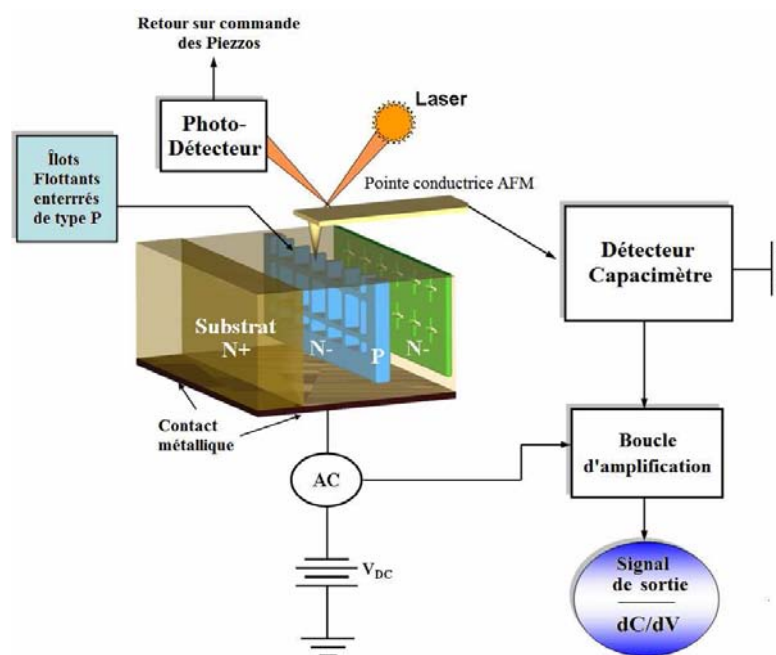 Retour sur commande
des Piezzos
Laser
Photo-
Détecteur
Îlots
Flottants
enterrrés
de type P
Pointe conductrice AFM
Détecteur
Capacimètre
Substrat
N+
N-
P
N-
Contact
métallique
Boucle
d'amplification
AC
V_DC
Signal
de sortie
dC/dV